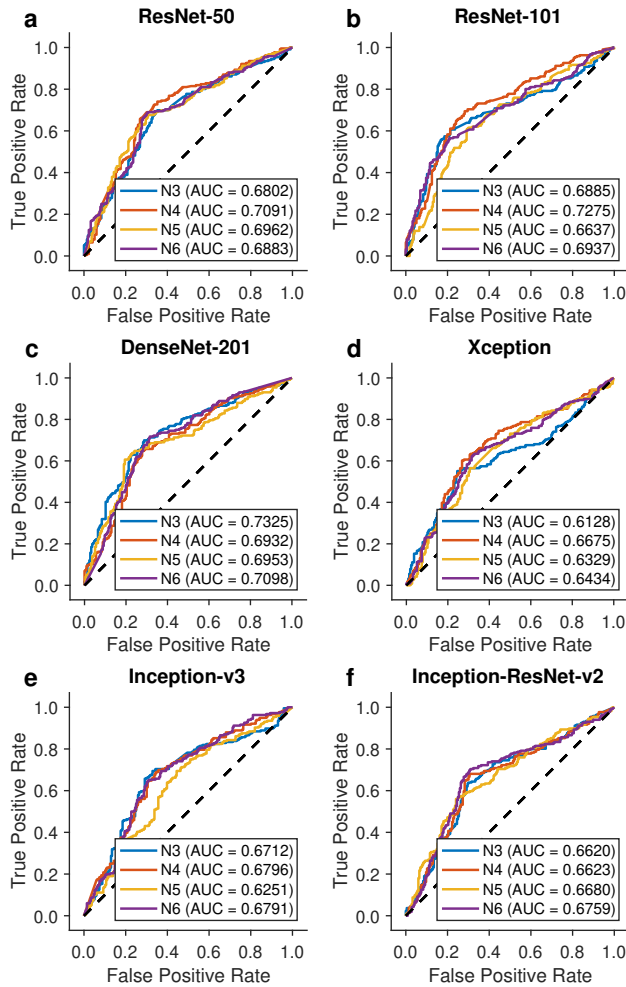 a ResNet-50
1.0
0.8
0.6
0.4
0.2
0.0
True Positive Rate
N3 (AUC = 0.6802)
N4 (AUC = 0.7091)
N5 (AUC = 0.6962)
N6 (AUC = 0.6883)
0.0 0.2 0.4 0.6 0.8 1.0
False Positive Rate
b ResNet-101
1.0
0.8
0.6
0.4
0.2
0.0
True Positive Rate
N3 (AUC = 0.6885)
N4 (AUC = 0.7275)
N5 (AUC = 0.6637)
N6 (AUC = 0.6937)
0.0 0.2 0.4 0.6 0.8 1.0
False Positive Rate
c DenseNet-201
1.0
0.8
0.6
0.4
0.2
0.0
True Positive Rate
N3 (AUC = 0.7325)
N4 (AUC = 0.6932)
N5 (AUC = 0.6953)
N6 (AUC = 0.7098)
0.0 0.2 0.4 0.6 0.8 1.0
False Positive Rate
d Xception
1.0
0.8
0.6
0.4
0.2
0.0
True Positive Rate
N3 (AUC = 0.6128)
N4 (AUC = 0.6675)
N5 (AUC = 0.6329)
N6 (AUC = 0.6434)
0.0 0.2 0.4 0.6 0.8 1.0
False Positive Rate
e Inception-v3
1.0
0.8
0.6
0.4
0.2
0.0
True Positive Rate
N3 (AUC = 0.6712)
N4 (AUC = 0.6796)
N5 (AUC = 0.6251)
N6 (AUC = 0.6791)
0.0 0.2 0.4 0.6 0.8 1.0
False Positive Rate
f Inception-ResNet-v2
1.0
0.8
0.6
0.4
0.2
0.0
True Positive Rate
N3 (AUC = 0.6620)
N4 (AUC = 0.6623)
N5 (AUC = 0.6680)
N6 (AUC = 0.6759)
0.0 0.2 0.4 0.6 0.8 1.0
False Positive Rate